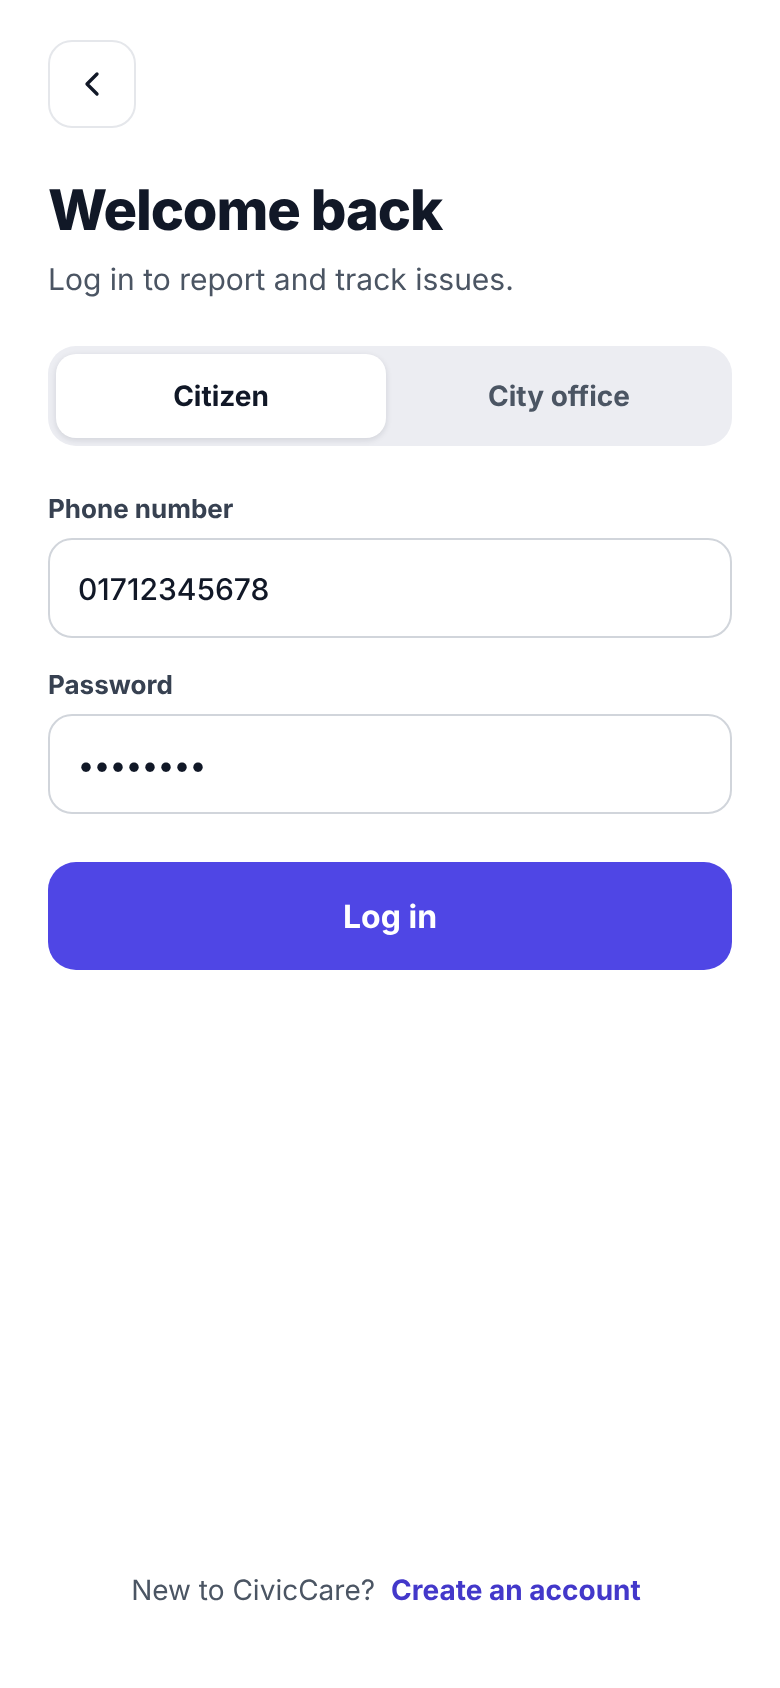 Welcome back
Log in to report and track issues.
Citizen City office
Phone number
01712345678
Password
••••••••
Log in
New to CivicCare? Create an account